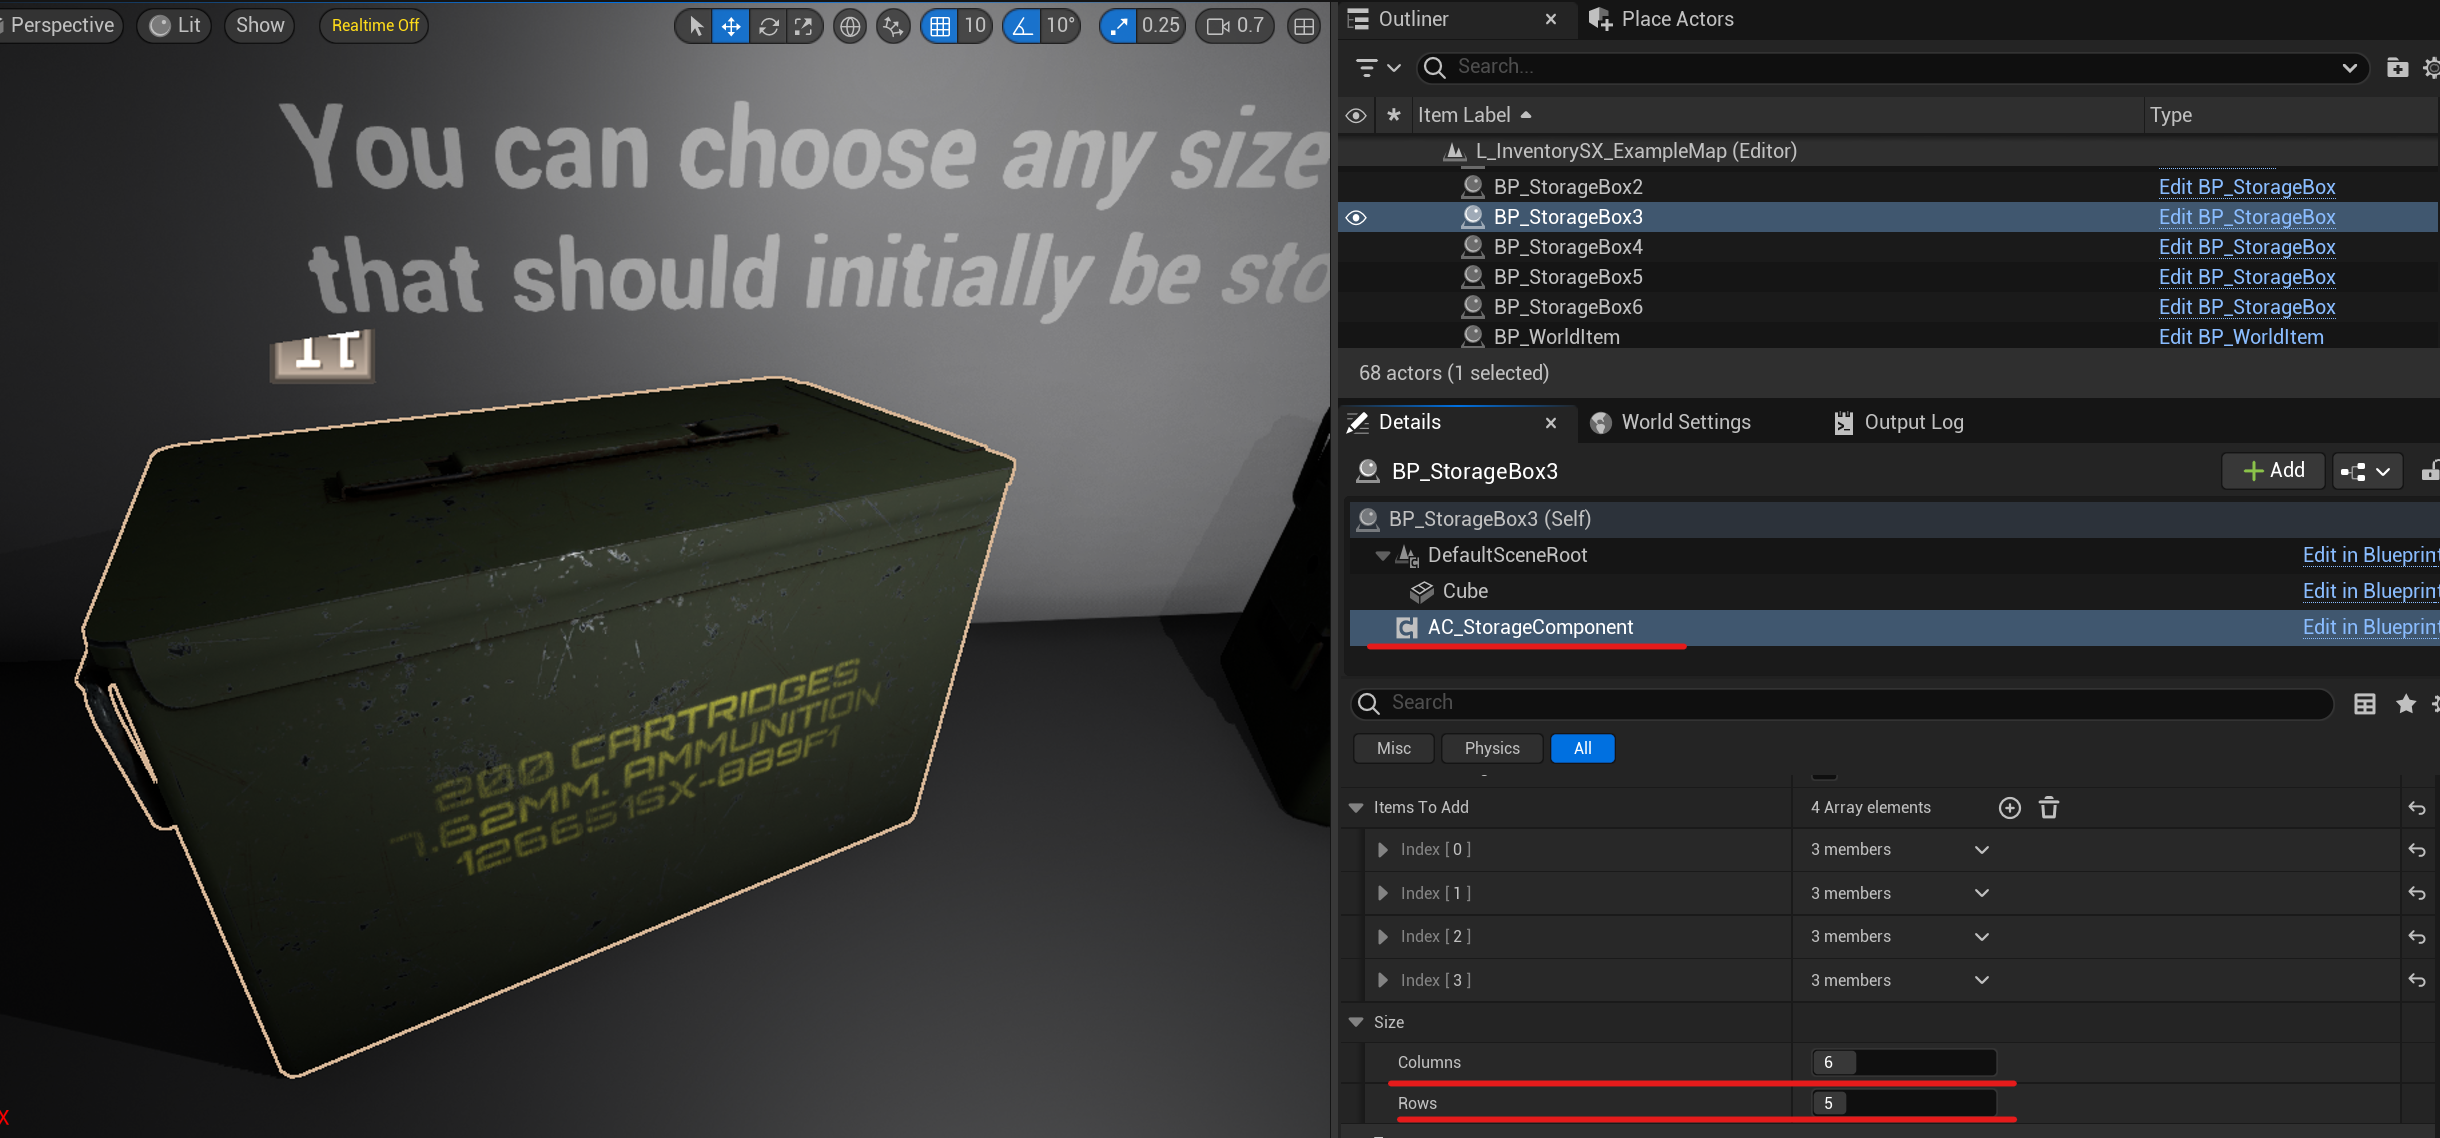 Perspective
Lit
Show
Realtime Off
10
10°
0.25
0.7
You can choose any size
that should initially be sto
200 CARTRIDGES
7.62MM. AMMUNITION
126651SX-889F1
X
Outliner
Place Actors
Search...
Item Label
Type
L_InventorySX_ExampleMap (Editor)
BP_StorageBox2
Edit BP_StorageBox
BP_StorageBox3
Edit BP_StorageBox
BP_StorageBox4
Edit BP_StorageBox
BP_StorageBox5
Edit BP_StorageBox
BP_StorageBox6
Edit BP_StorageBox
BP_WorldItem
Edit BP_WorldItem
68 actors (1 selected)
Details
World Settings
Output Log
BP_StorageBox3
Add
BP_StorageBox3 (Self)
DefaultSceneRoot
Edit in Blueprint
Cube
Edit in Blueprint
AC_StorageComponent
Edit in Blueprint
Search
Misc
Physics
All
Items To Add
4 Array elements
Index [ 0 ]
3 members
Index [ 1 ]
3 members
Index [ 2 ]
3 members
Index [ 3 ]
3 members
Size
Columns
6
Rows
5